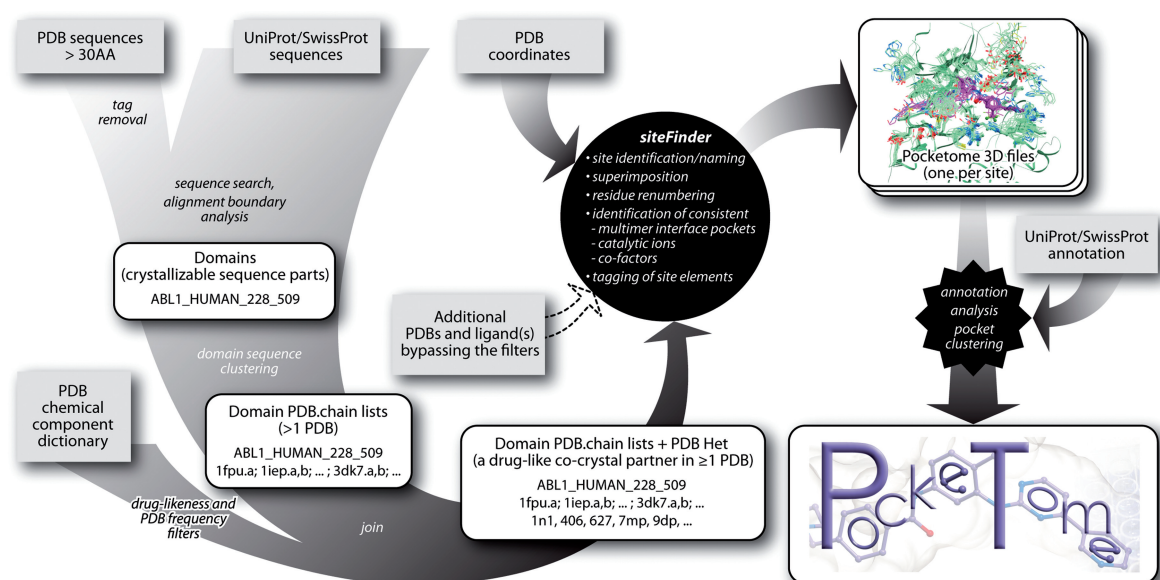 PDB sequences
> 30AA
UniProt/SwissProt
sequences
tag
removal
sequence search,
alignment boundary
analysis
Domains
(crystallizable sequence parts)
ABL1_HUMAN_228_509
domain sequence
clustering
PDB
chemical
component
dictionary
Domain PDB.chain lists
(>1 PDB)
ABL1_HUMAN_228_509
1fpu.a; 1iep.a,b; ... ; 3dk7.a,b; ...
drug-likeness and
PDB frequency
filters
join
Domain PDB.chain lists + PDB Het
(a drug-like co-crystal partner in ≥1 PDB)
ABL1_HUMAN_228_509
1fpu.a; 1iep.a,b; ... ; 3dk7.a,b; ...
1n1, 406, 627, 7mp, 9dp, ...
PDB
coordinates
siteFinder
• site identification/naming
• superimposition
• residue renumbering
• identification of consistent
- multimer interface pockets
- catalytic ions
- co-factors
• tagging of site elements
Additional
PDBs and ligand(s)
bypassing the filters
Pocketome 3D files
(one per site)
UniProt/SwissProt
annotation
annotation
analysis
pocket
clustering
PockeTome